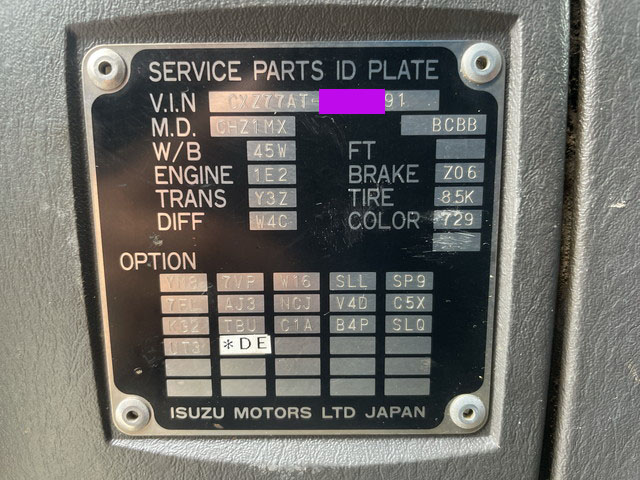 SERVICE PARTS ID PLATE
V.I.N CXZ77AT- 91
M.D. CHZ1MX BCBB
W/B 45W FT
ENGINE 1E2 BRAKE Z06
TRANS Y3Z TIRE 85K
DIFF W4C COLOR 729
OPTION
7VP W16 SLL SP9
AJ3 NCJ V4D C5X
KG2 TBU C1A B4P SLQ
*DE
ISUZU MOTORS LTD JAPAN